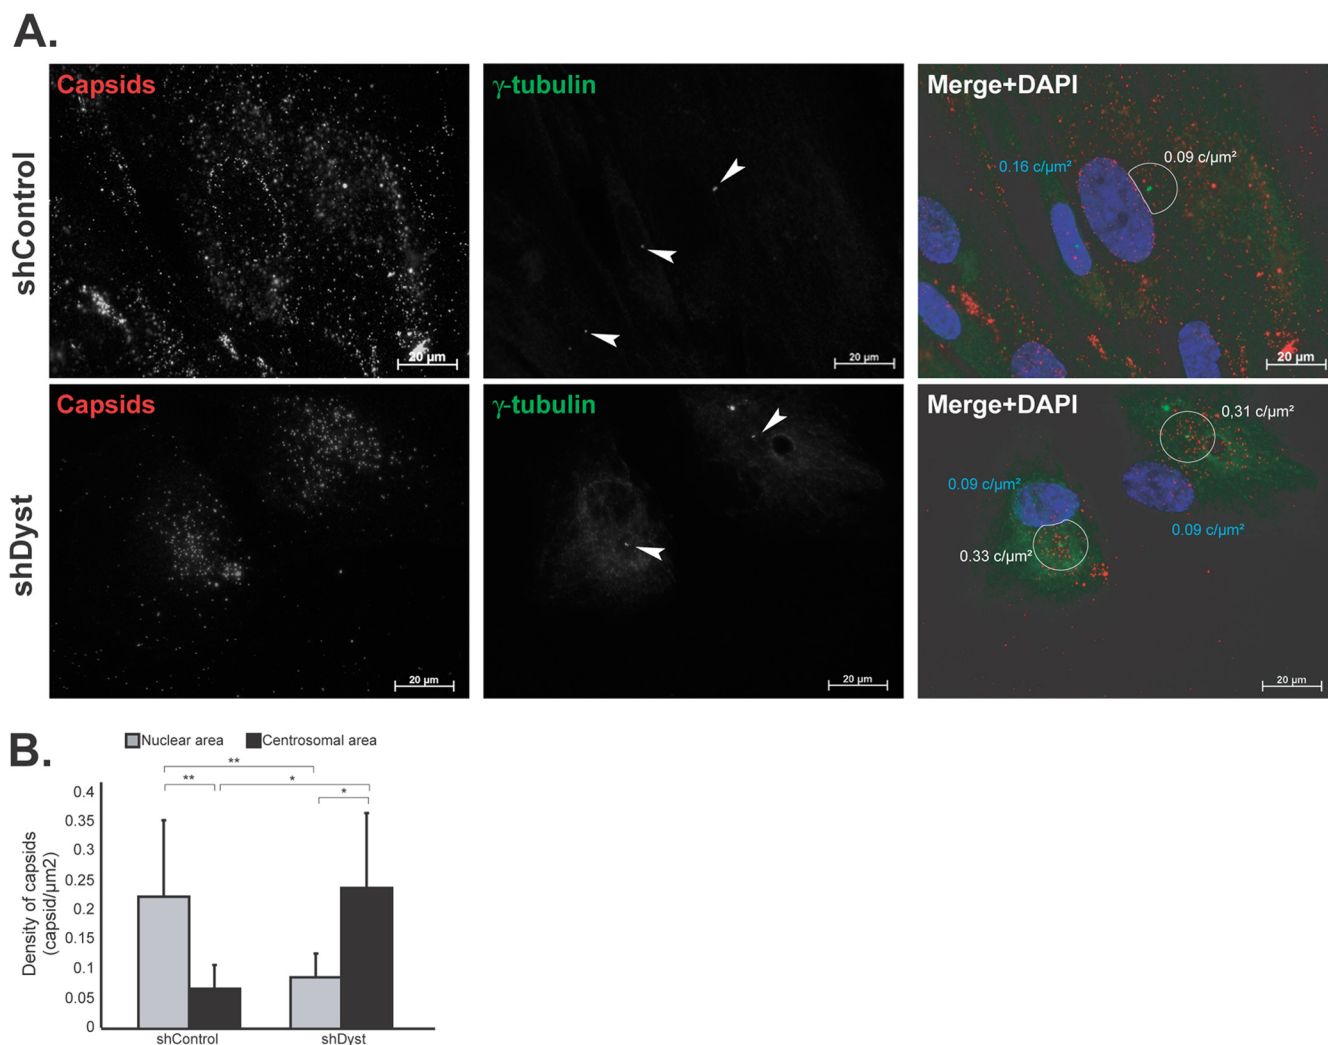 A.
shControl
Capsids
20 µm
γ-tubulin
20 µm
Merge+DAPI
0.16 c/µm²
0.09 c/µm²
20 µm
shDyst
Capsids
20 µm
γ-tubulin
20 µm
Merge+DAPI
0,31 c/µm²
0.09 c/µm²
0.09 c/µm²
0.33 c/µm²
20 µm
B.
Nuclear area Centrosomal area
**
** *
*
Density of capsids
(capsid/µm2)
0.4
0.35
0.3
0.25
0.2
0.15
0.1
0.05
0
shControl shDyst